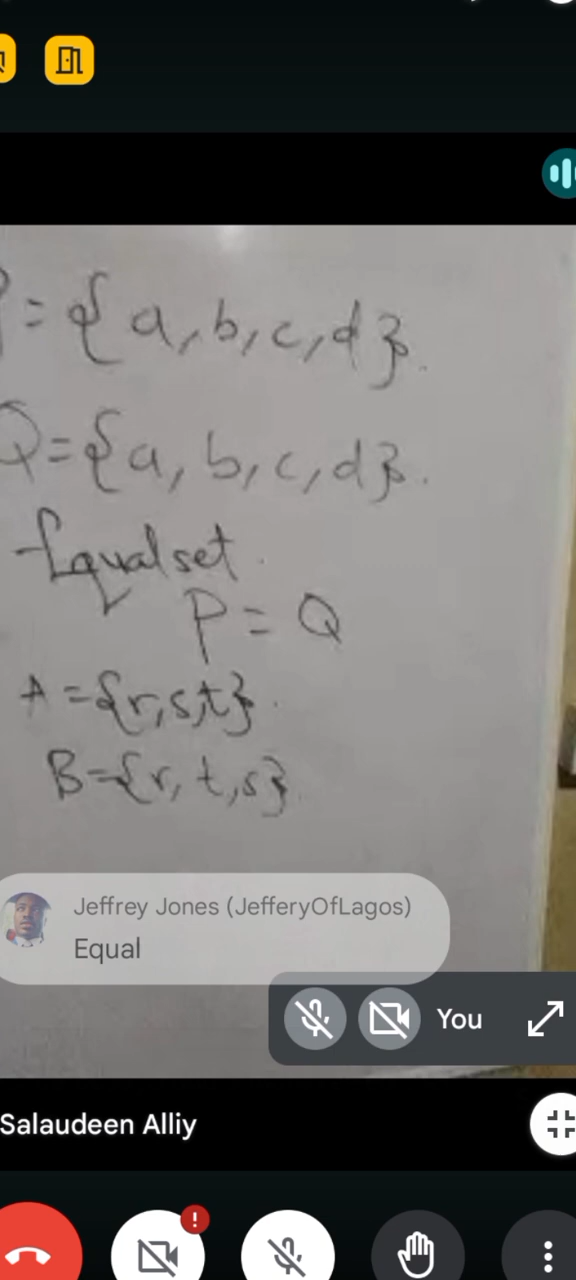 P = {a, b, c, d}.
Q = {a, b, c, d}.
Equal set.
P = Q
A = {r, s, t}.
B = {r, t, s}
Jeffrey Jones (JefferyOfLagos)
Equal
You
Salaudeen Alliy
!